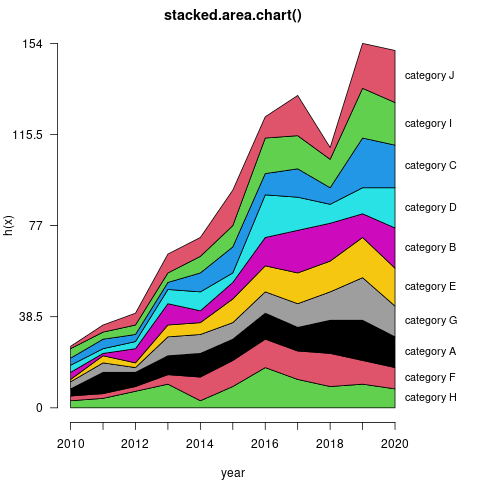 stacked.area.chart()
154
115.5
77
38.5
0
h(x)
category J
category I
category C
category D
category B
category E
category G
category A
category F
category H
2010 2012 2014 2016 2018 2020
year